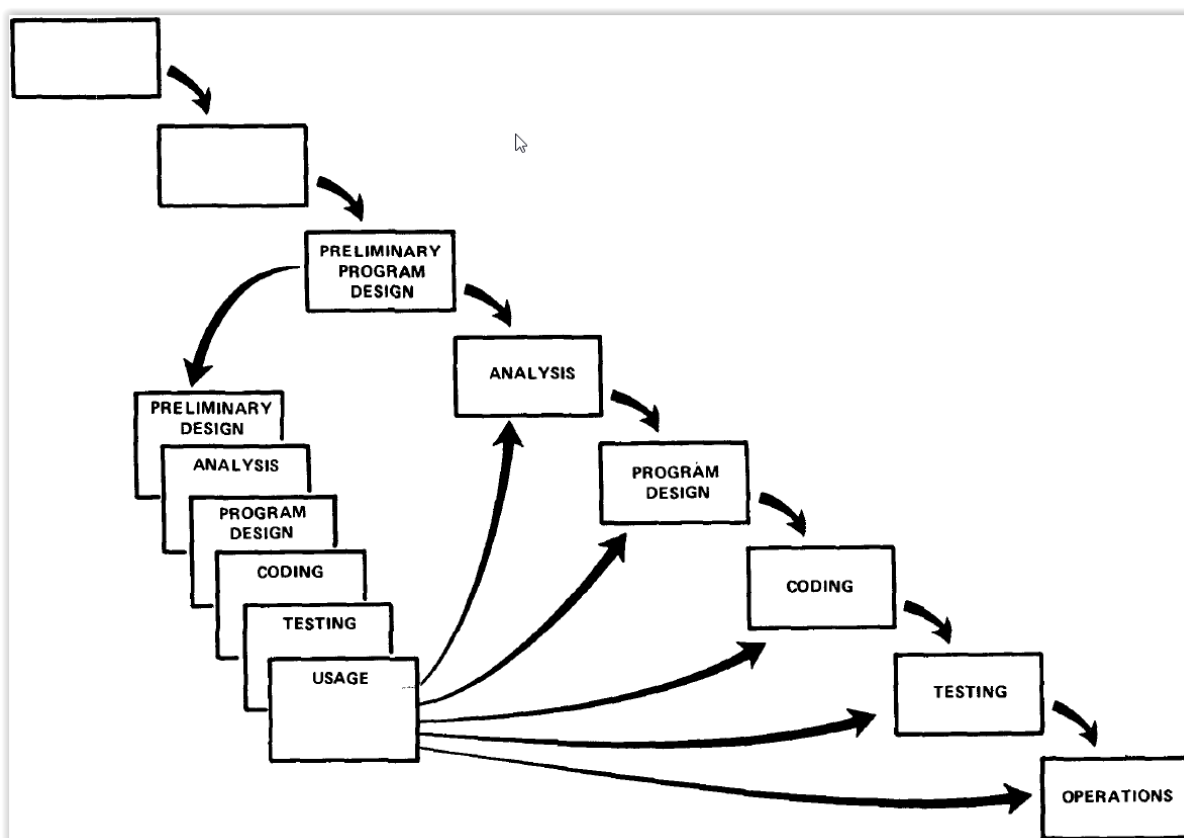 PRELIMINARY
PROGRAM
DESIGN
ANALYSIS
PROGRAM
DESIGN
CODING
TESTING
OPERATIONS
PRELIMINARY
DESIGN
ANALYSIS
PROGRAM
DESIGN
CODING
TESTING
USAGE